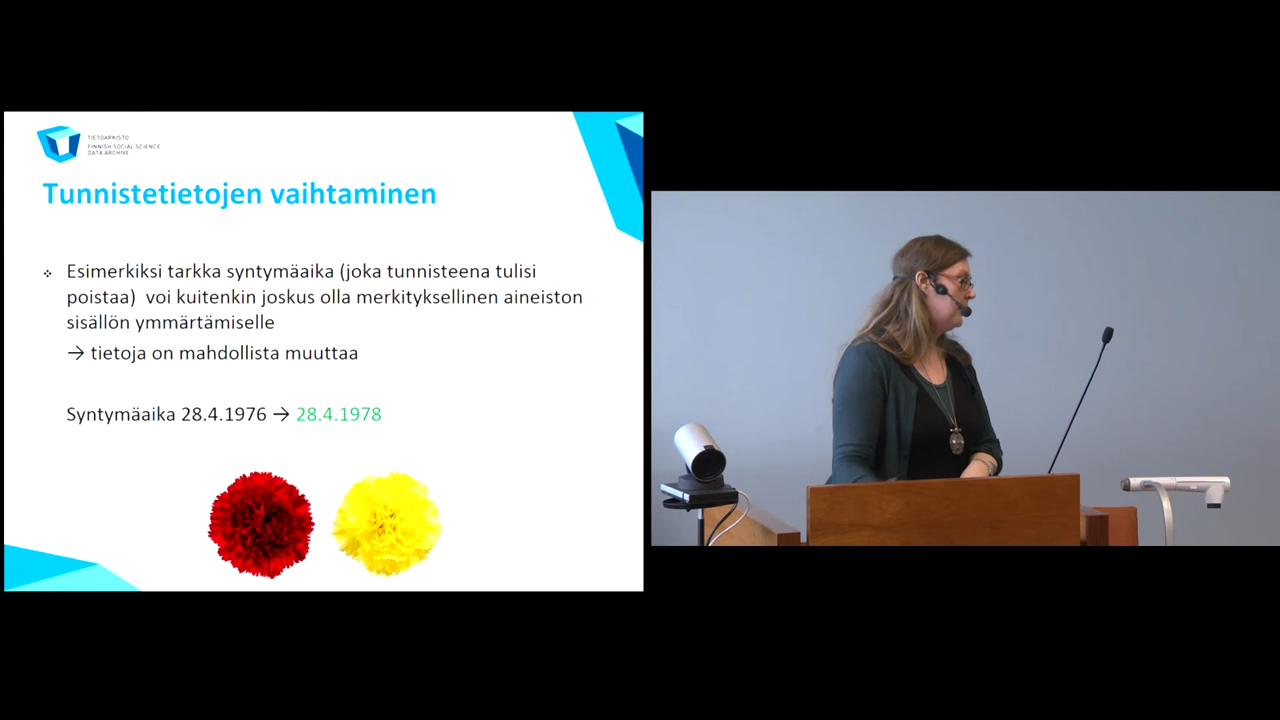 TIETOARKISTO
FINNISH SOCIAL SCIENCE
DATA ARCHIVE
Tunnistetietojen vaihtaminen
Esimerkiksi tarkka syntymäaika (joka tunnisteena tulisi
poistaa) voi kuitenkin joskus olla merkityksellinen aineiston
sisällön ymmärtämiselle
→ tietoja on mahdollista muuttaa
Syntymäaika 28.4.1976 → 28.4.1978